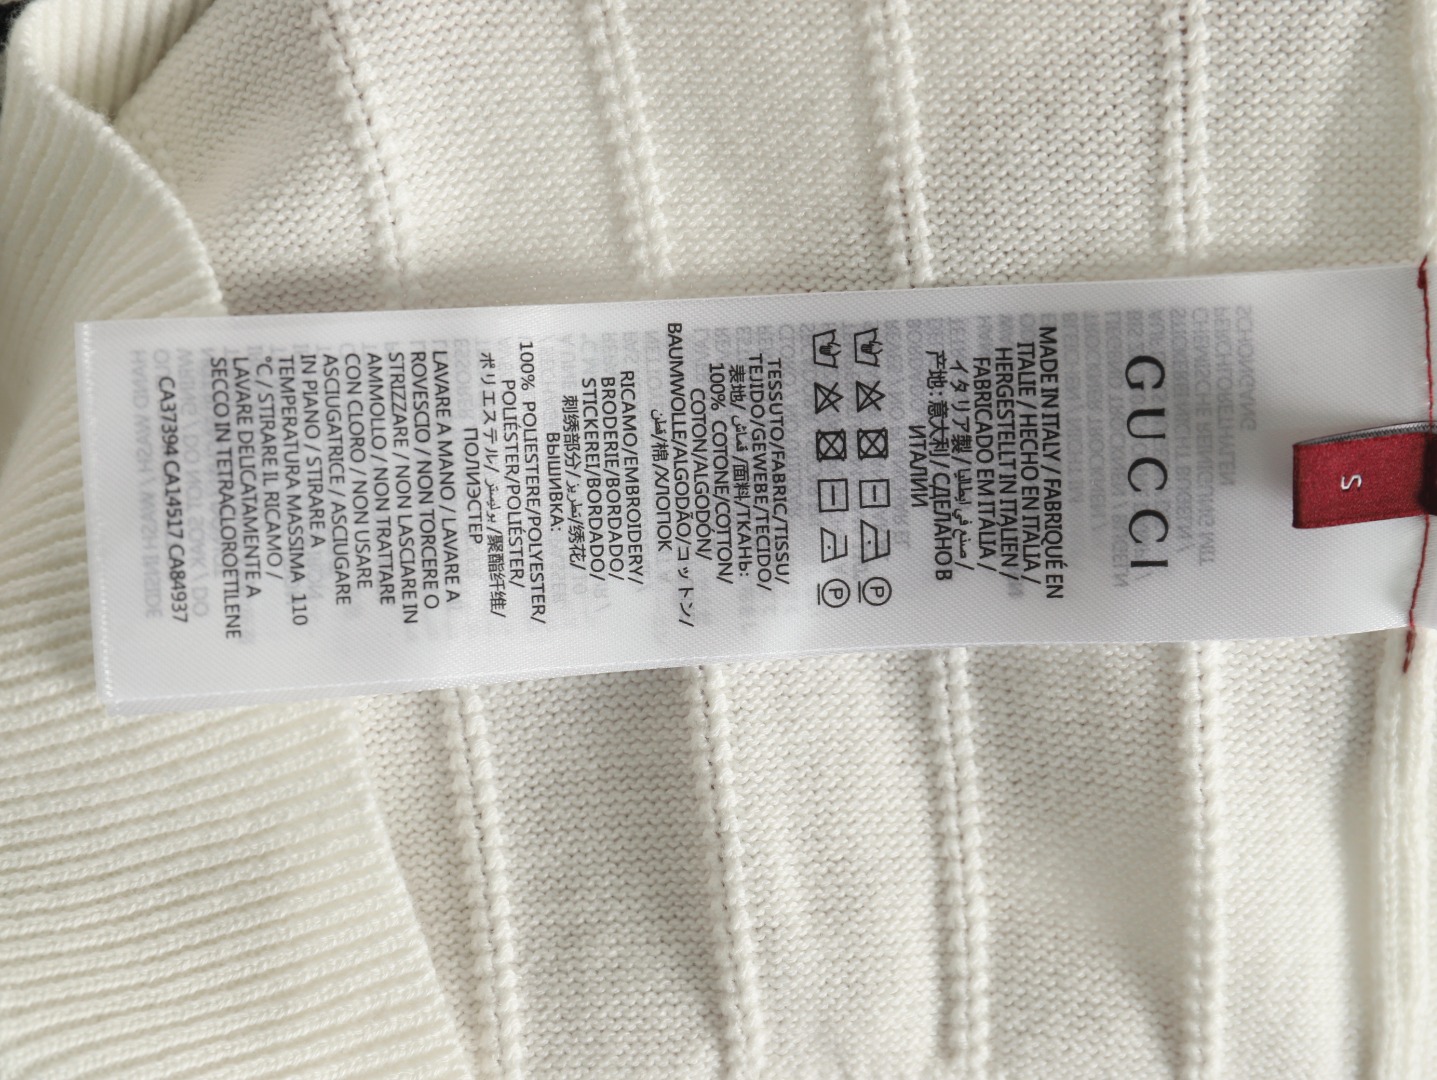 GUCCI
S
MADE IN ITALY / FABRIQUÉ EN
ITALIE / HECHO EN ITALIA /
HERGESTELLT IN ITALIEN /
FABRICADO EM ITÁLIA /
イタリア製 / صنع في إيطاليا /
产地: 意大利 / СДЕЛАНО В
ИТАЛИИ
P
P
TESSUTO/FABRIC/TISSU/
TEJIDO/GEWEBE/TECIDO/
表地/ قماش /面料/ТКАНЬ:
100% COTONE/COTTON/
COTON/ALGODÓN/
BAUMWOLLE/ALGODÃO/コットン/
قطن/棉/ХЛОПОК
RICAMO/EMBROIDERY/
BRODERIE/BORDADO/
STICKEREI/BORDADO/
刺绣部分/ تطريز/绣花/
ВЫШИВКА:
100% POLIESTERE/POLYESTER/
POLIÉSTER/POLIÉSTER/
ポリエステル/ بوليستر /聚酯纤维/
ПОЛИЭСТЕР
LAVARE A MANO / LAVARE A
ROVESCIO / NON TORCERE O
STRIZZARE / NON LASCIARE IN
AMMOLLO / NON TRATTARE
CON CLORO / NON USARE
ASCIUGATRICE / ASCIUGARE
IN PIANO / STIRARE A
TEMPERATURA MASSIMA 110
°C / STIRARE IL RICAMO /
LAVARE DELICATAMENTE A
SECCO IN TETRACLOROETILENE
CA37394 CA14517 CA84937